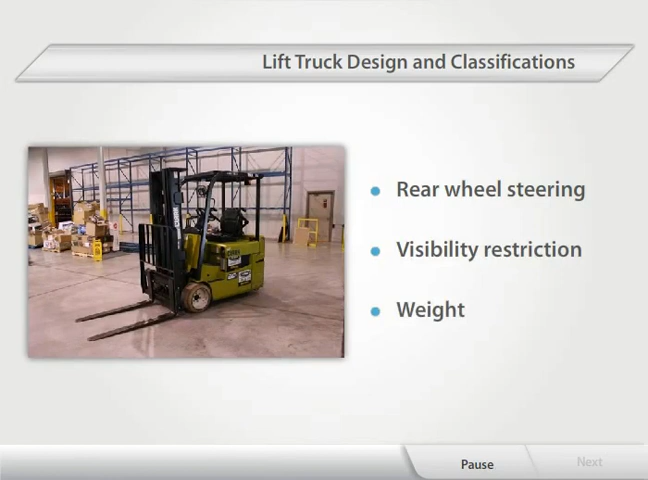 Lift Truck Design and Classifications
Rear wheel steering
Visibility restriction
Weight
Pause
Next